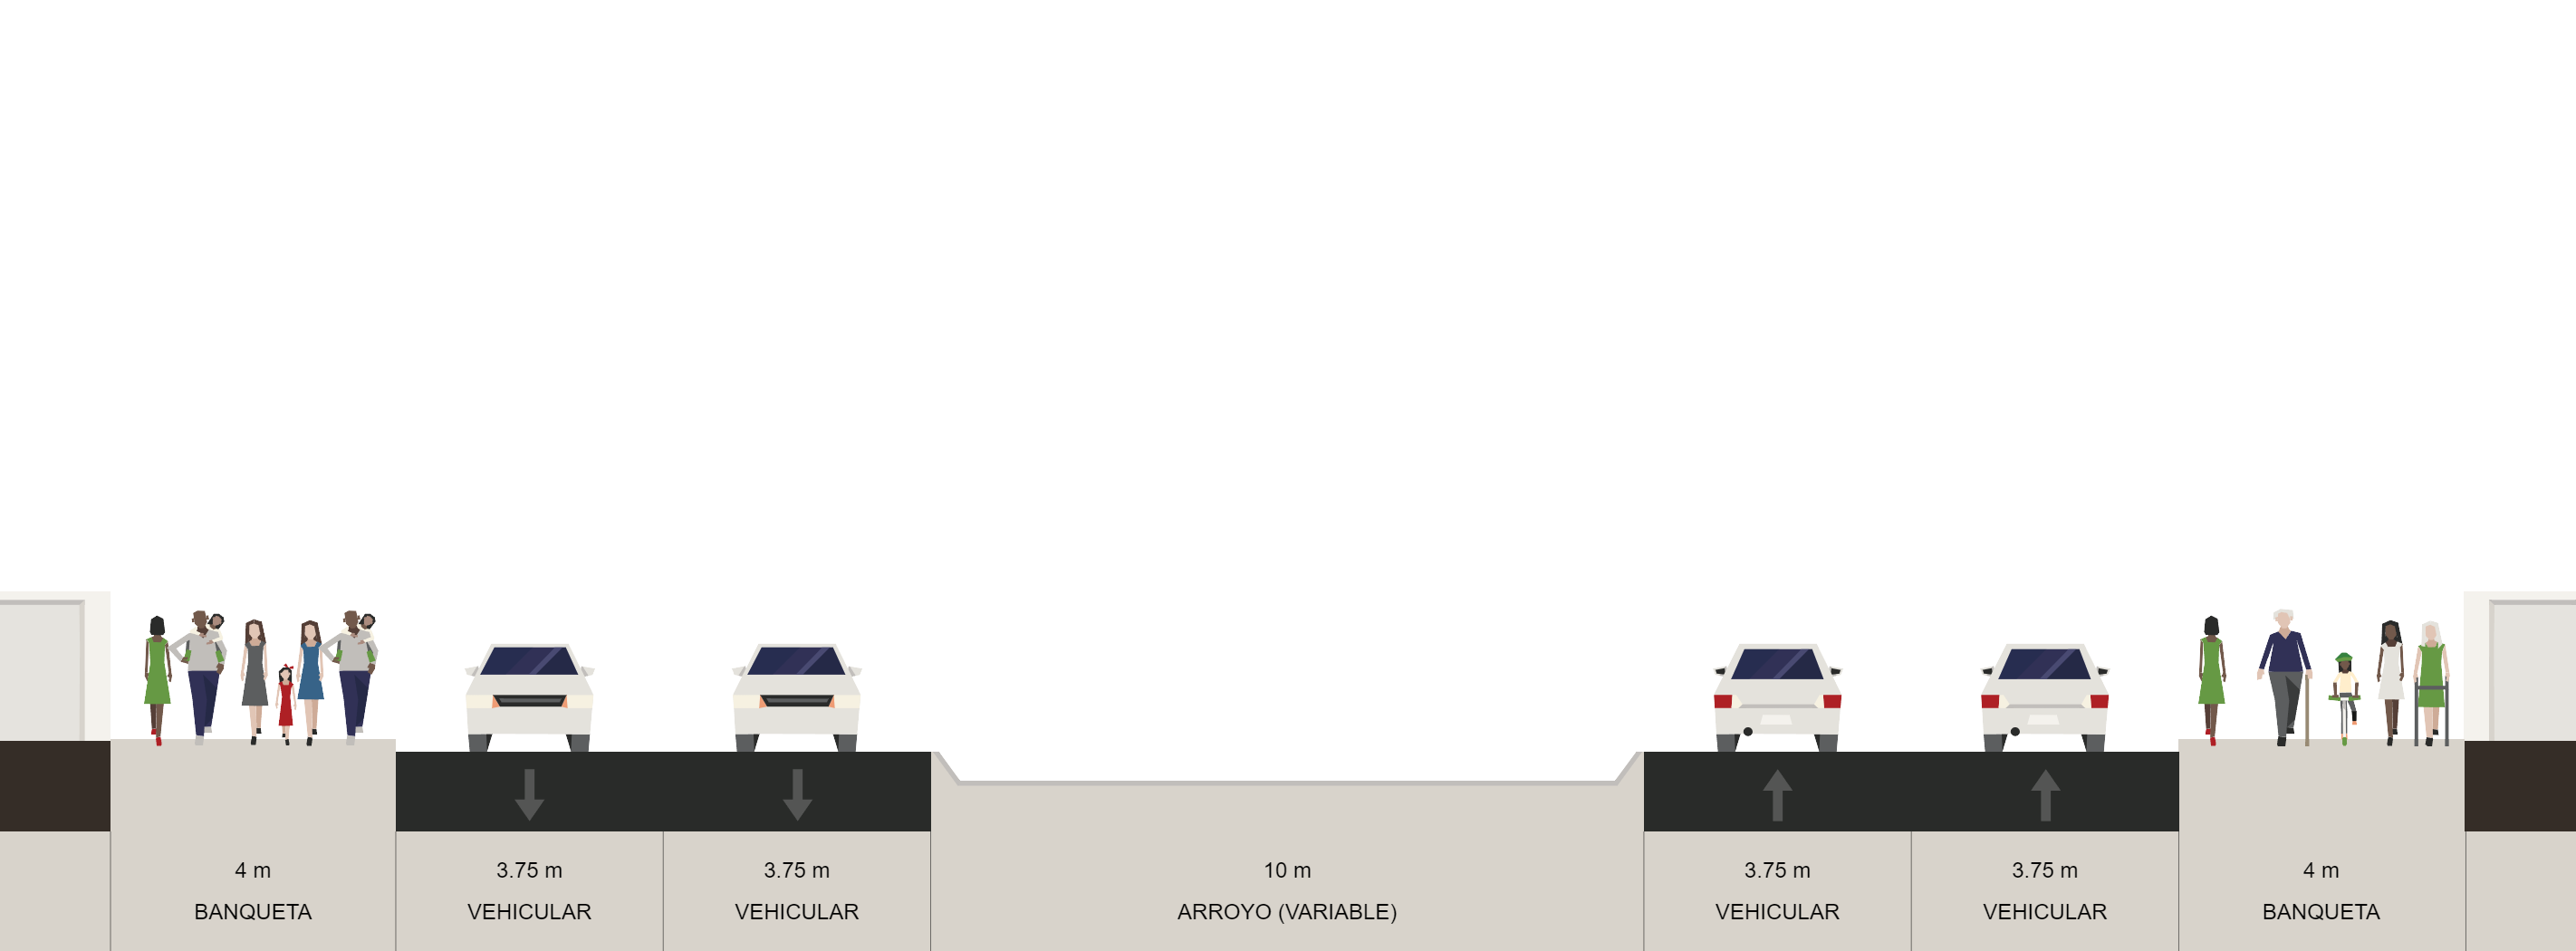 4 m
BANQUETA
3.75 m
VEHICULAR
3.75 m
VEHICULAR
10 m
ARROYO (VARIABLE)
3.75 m
VEHICULAR
3.75 m
VEHICULAR
4 m
BANQUETA